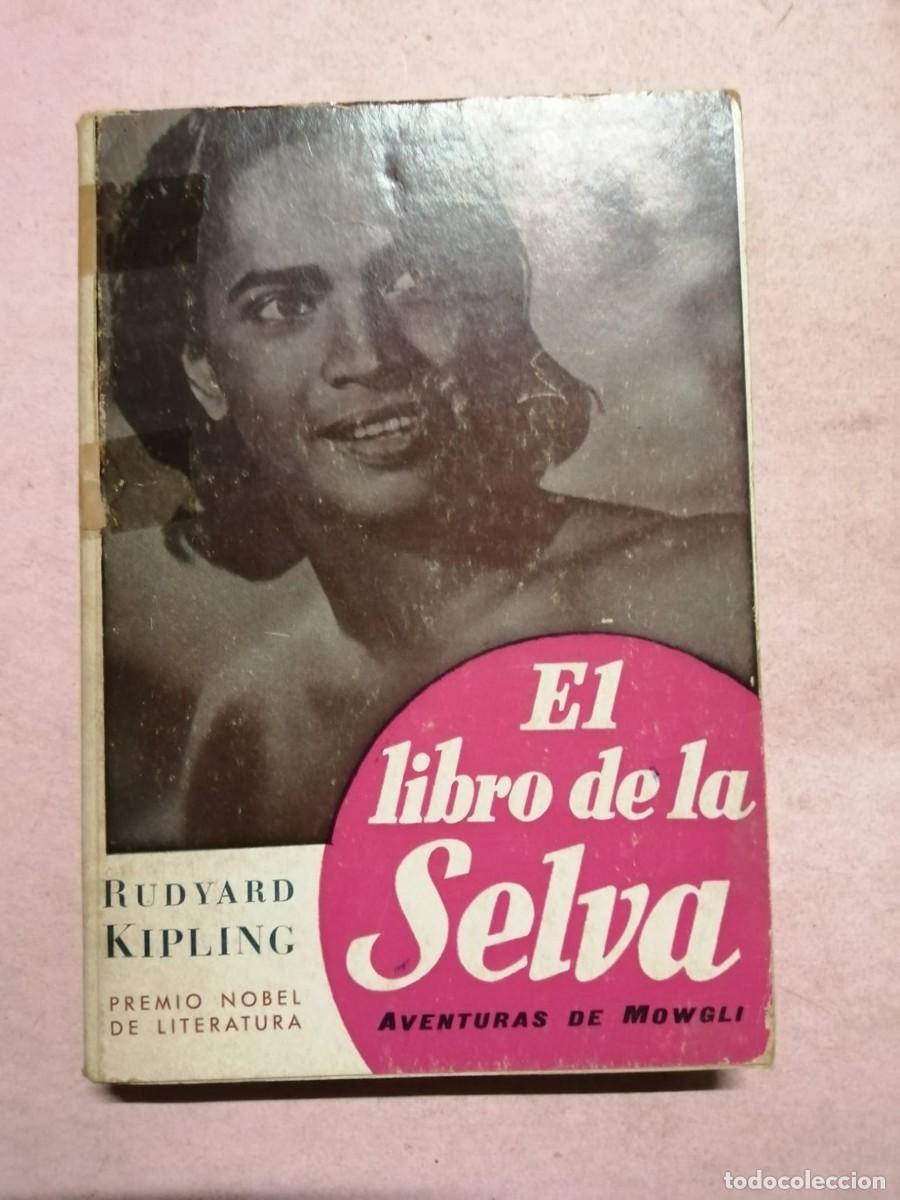 El
libro de la
Selva
AVENTURAS DE MOWGLI
RUDYARD
KIPLING
PREMIO NOBEL
DE LITERATURA
todocoleccion